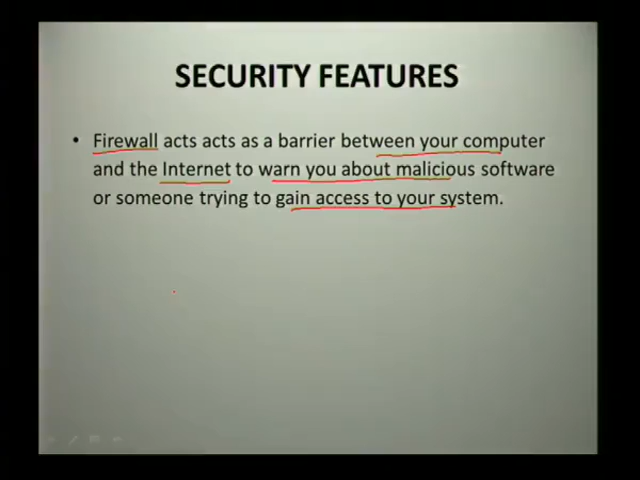 SECURITY FEATURES
• Firewall acts acts as a barrier between your computer
and the Internet to warn you about malicious software
or someone trying to gain access to your system.